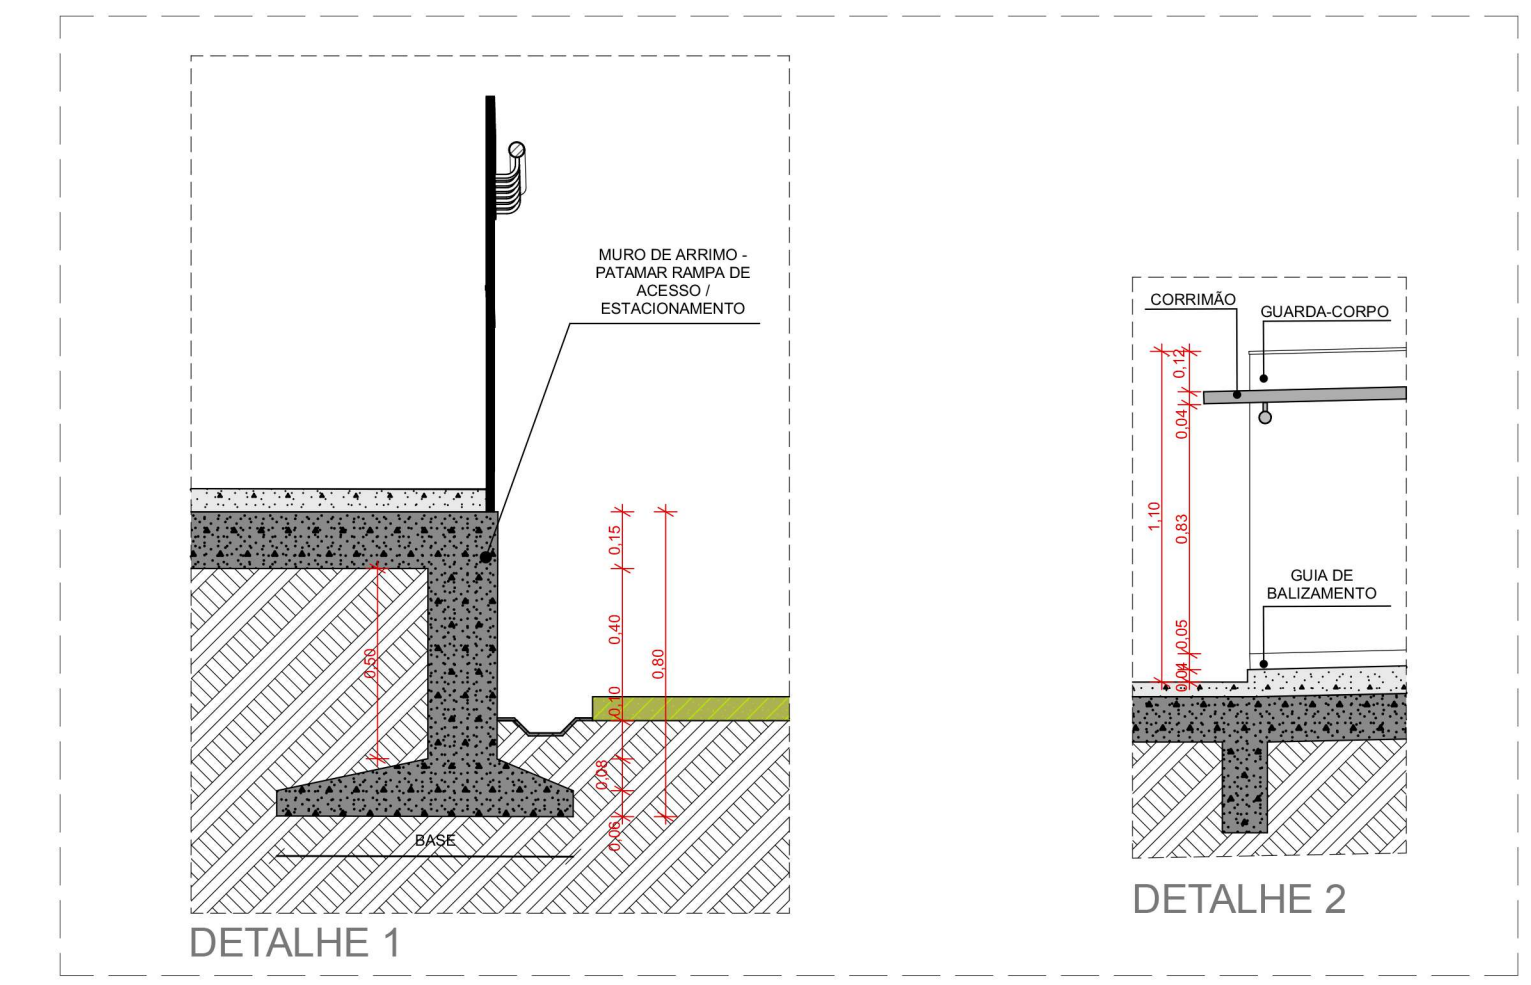 MURO DE ARRIMO -
PATAMAR RAMPA DE
ACESSO /
ESTACIONAMENTO
0,15
0,40
0,80
0,50
0,10
0,08
0,06
BASE
DETALHE 1
CORRIMÃO
GUARDA-CORPO
0,12
0,04
1,10
0,83
GUIA DE
BALIZAMENTO
0,05
0,04
DETALHE 2